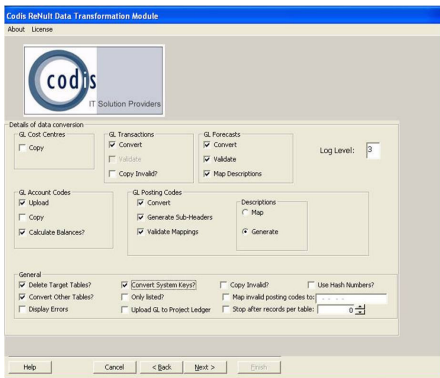 Codis ReNult Data Transformation Module
About License
codis
IT Solution Providers
Details of data conversion
GL Cost Centres
Copy
GL Transactions
Convert
Validate
Copy Invalid?
GL Forecasts
Convert
Validate
Map Descriptions
Log Level: 3
GL Account Codes
Upload
Copy
Calculate Balances?
GL Posting Codes
Convert
Generate Sub-Headers
Validate Mappings
Descriptions
Map
Generate
General
Delete Target Tables? Convert System Keys? Copy Invalid? Use Hash Numbers?
Convert Other Tables? Only listed? Map invalid posting codes to: . . . .
Display Errors Upload GL to Project Ledger Stop after records per table: 0
Help Cancel < Back Next > Finish